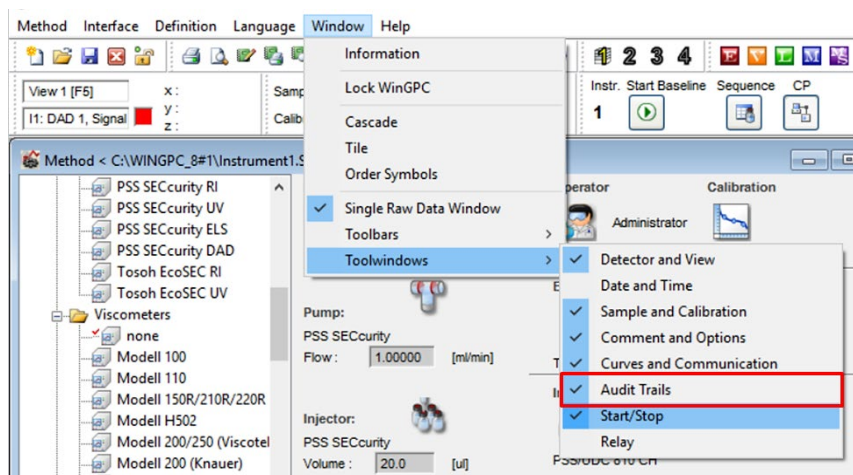 Method Interface Definition Language Window Help
1 2 3 4
View 1 [F5]
x :
y :
z :
I1: DAD 1, Signal
Instr. Start Baseline Sequence CP
1
Information
Lock WinGPC
Cascade
Tile
Order Symbols
Single Raw Data Window
Toolbars
Toolwindows
Method < C:\WINGPC_8#1\Instrument1.S
PSS SECcurity RI
PSS SECcurity UV
PSS SECcurity ELS
PSS SECcurity DAD
Tosoh EcoSEC RI
Tosoh EcoSEC UV
Viscometers
none
Modell 100
Modell 110
Modell 150R/210R/220R
Modell H502
Modell 200/250 (Viscotel
Modell 200 (Knauer)
Pump:
PSS SECcurity
Flow : 1.00000 [ml/min]
Injector:
PSS SECcurity
Volume : 20.0 [ul]
Calibration
Administrator
Detector and View
Date and Time
Sample and Calibration
Comment and Options
Curves and Communication
Audit Trails
Start/Stop
Relay